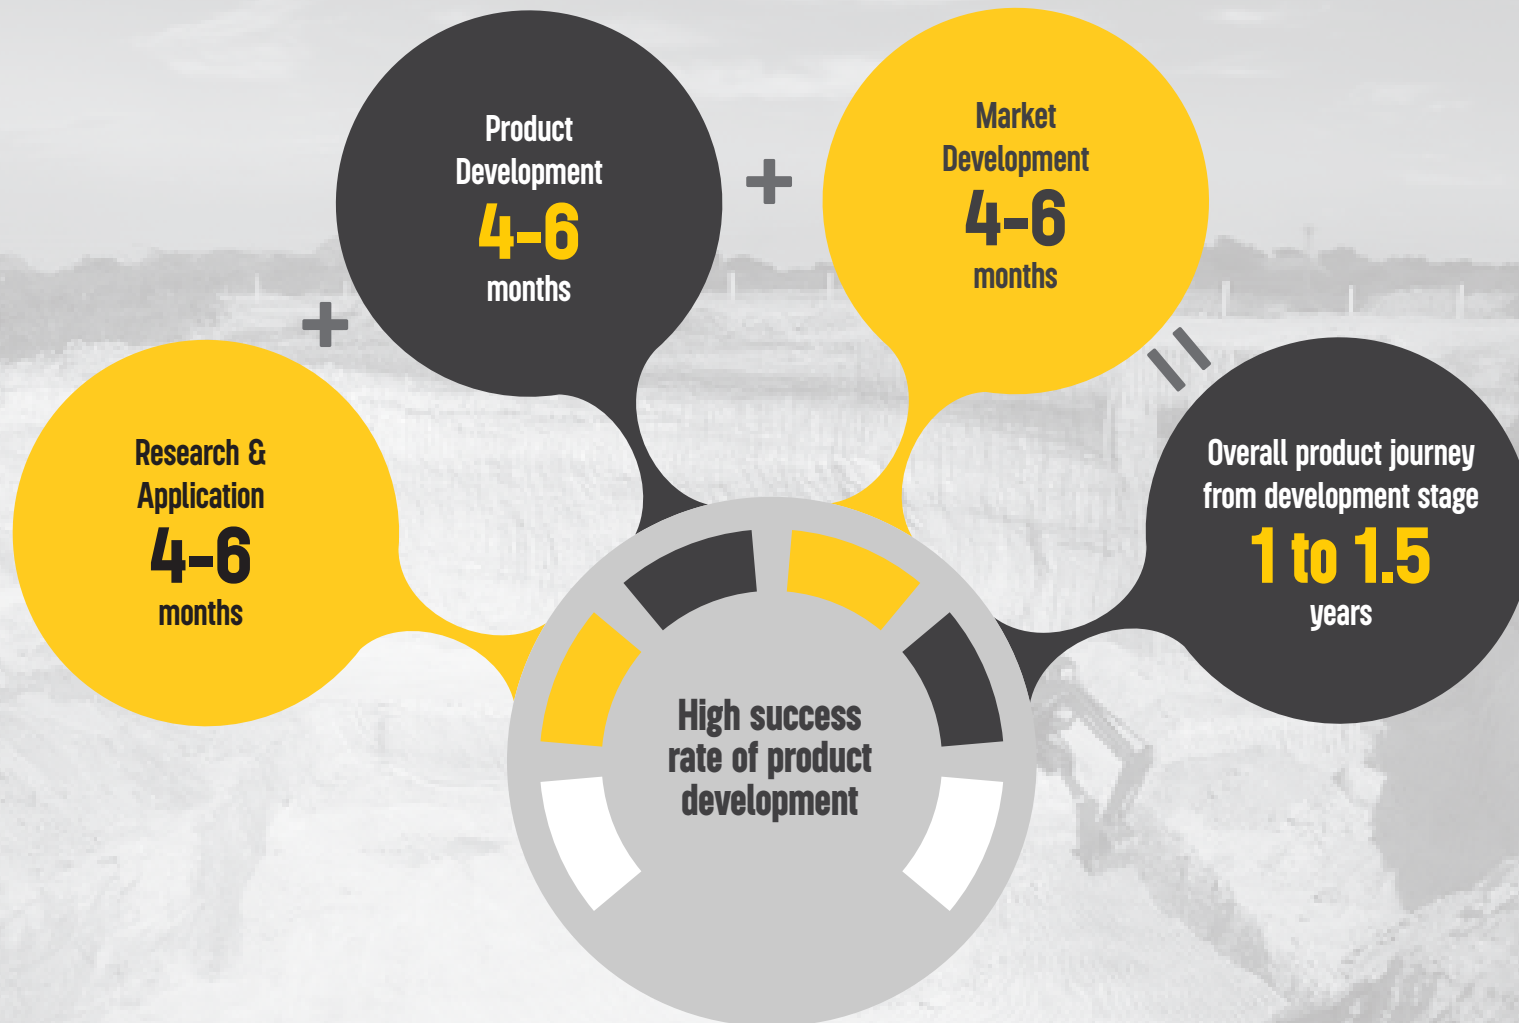 Research &
Application
4-6
months
+
Product
Development
4-6
months
+
Market
Development
4-6
months
=
Overall product journey
from development stage
1 to 1.5
years
High success
rate of product
development